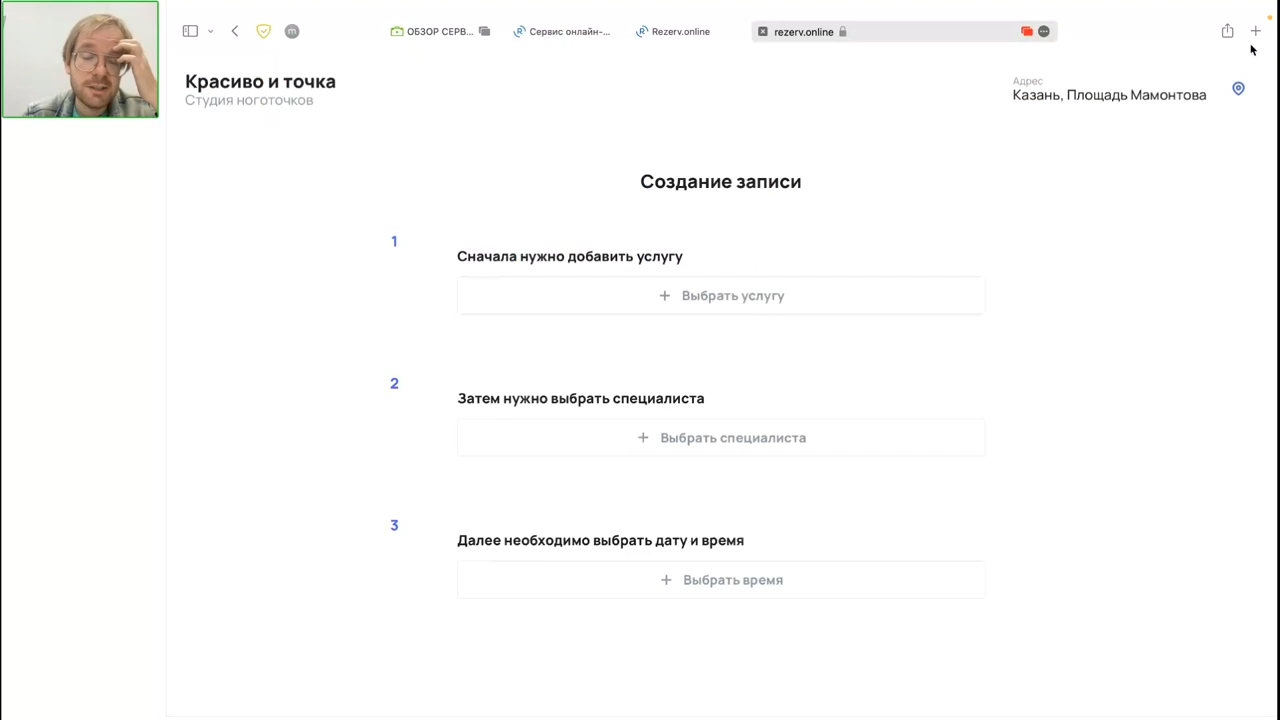 m
ОБЗОР СЕРВ...
Сервис онлайн-...
Rezerv.online
rezerv.online
Красиво и точка
Студия ноготочков
Адрес
Казань, Площадь Мамонтова
Создание записи
1
Сначала нужно добавить услугу
+ Выбрать услугу
2
Затем нужно выбрать специалиста
+ Выбрать специалиста
3
Далее необходимо выбрать дату и время
+ Выбрать время